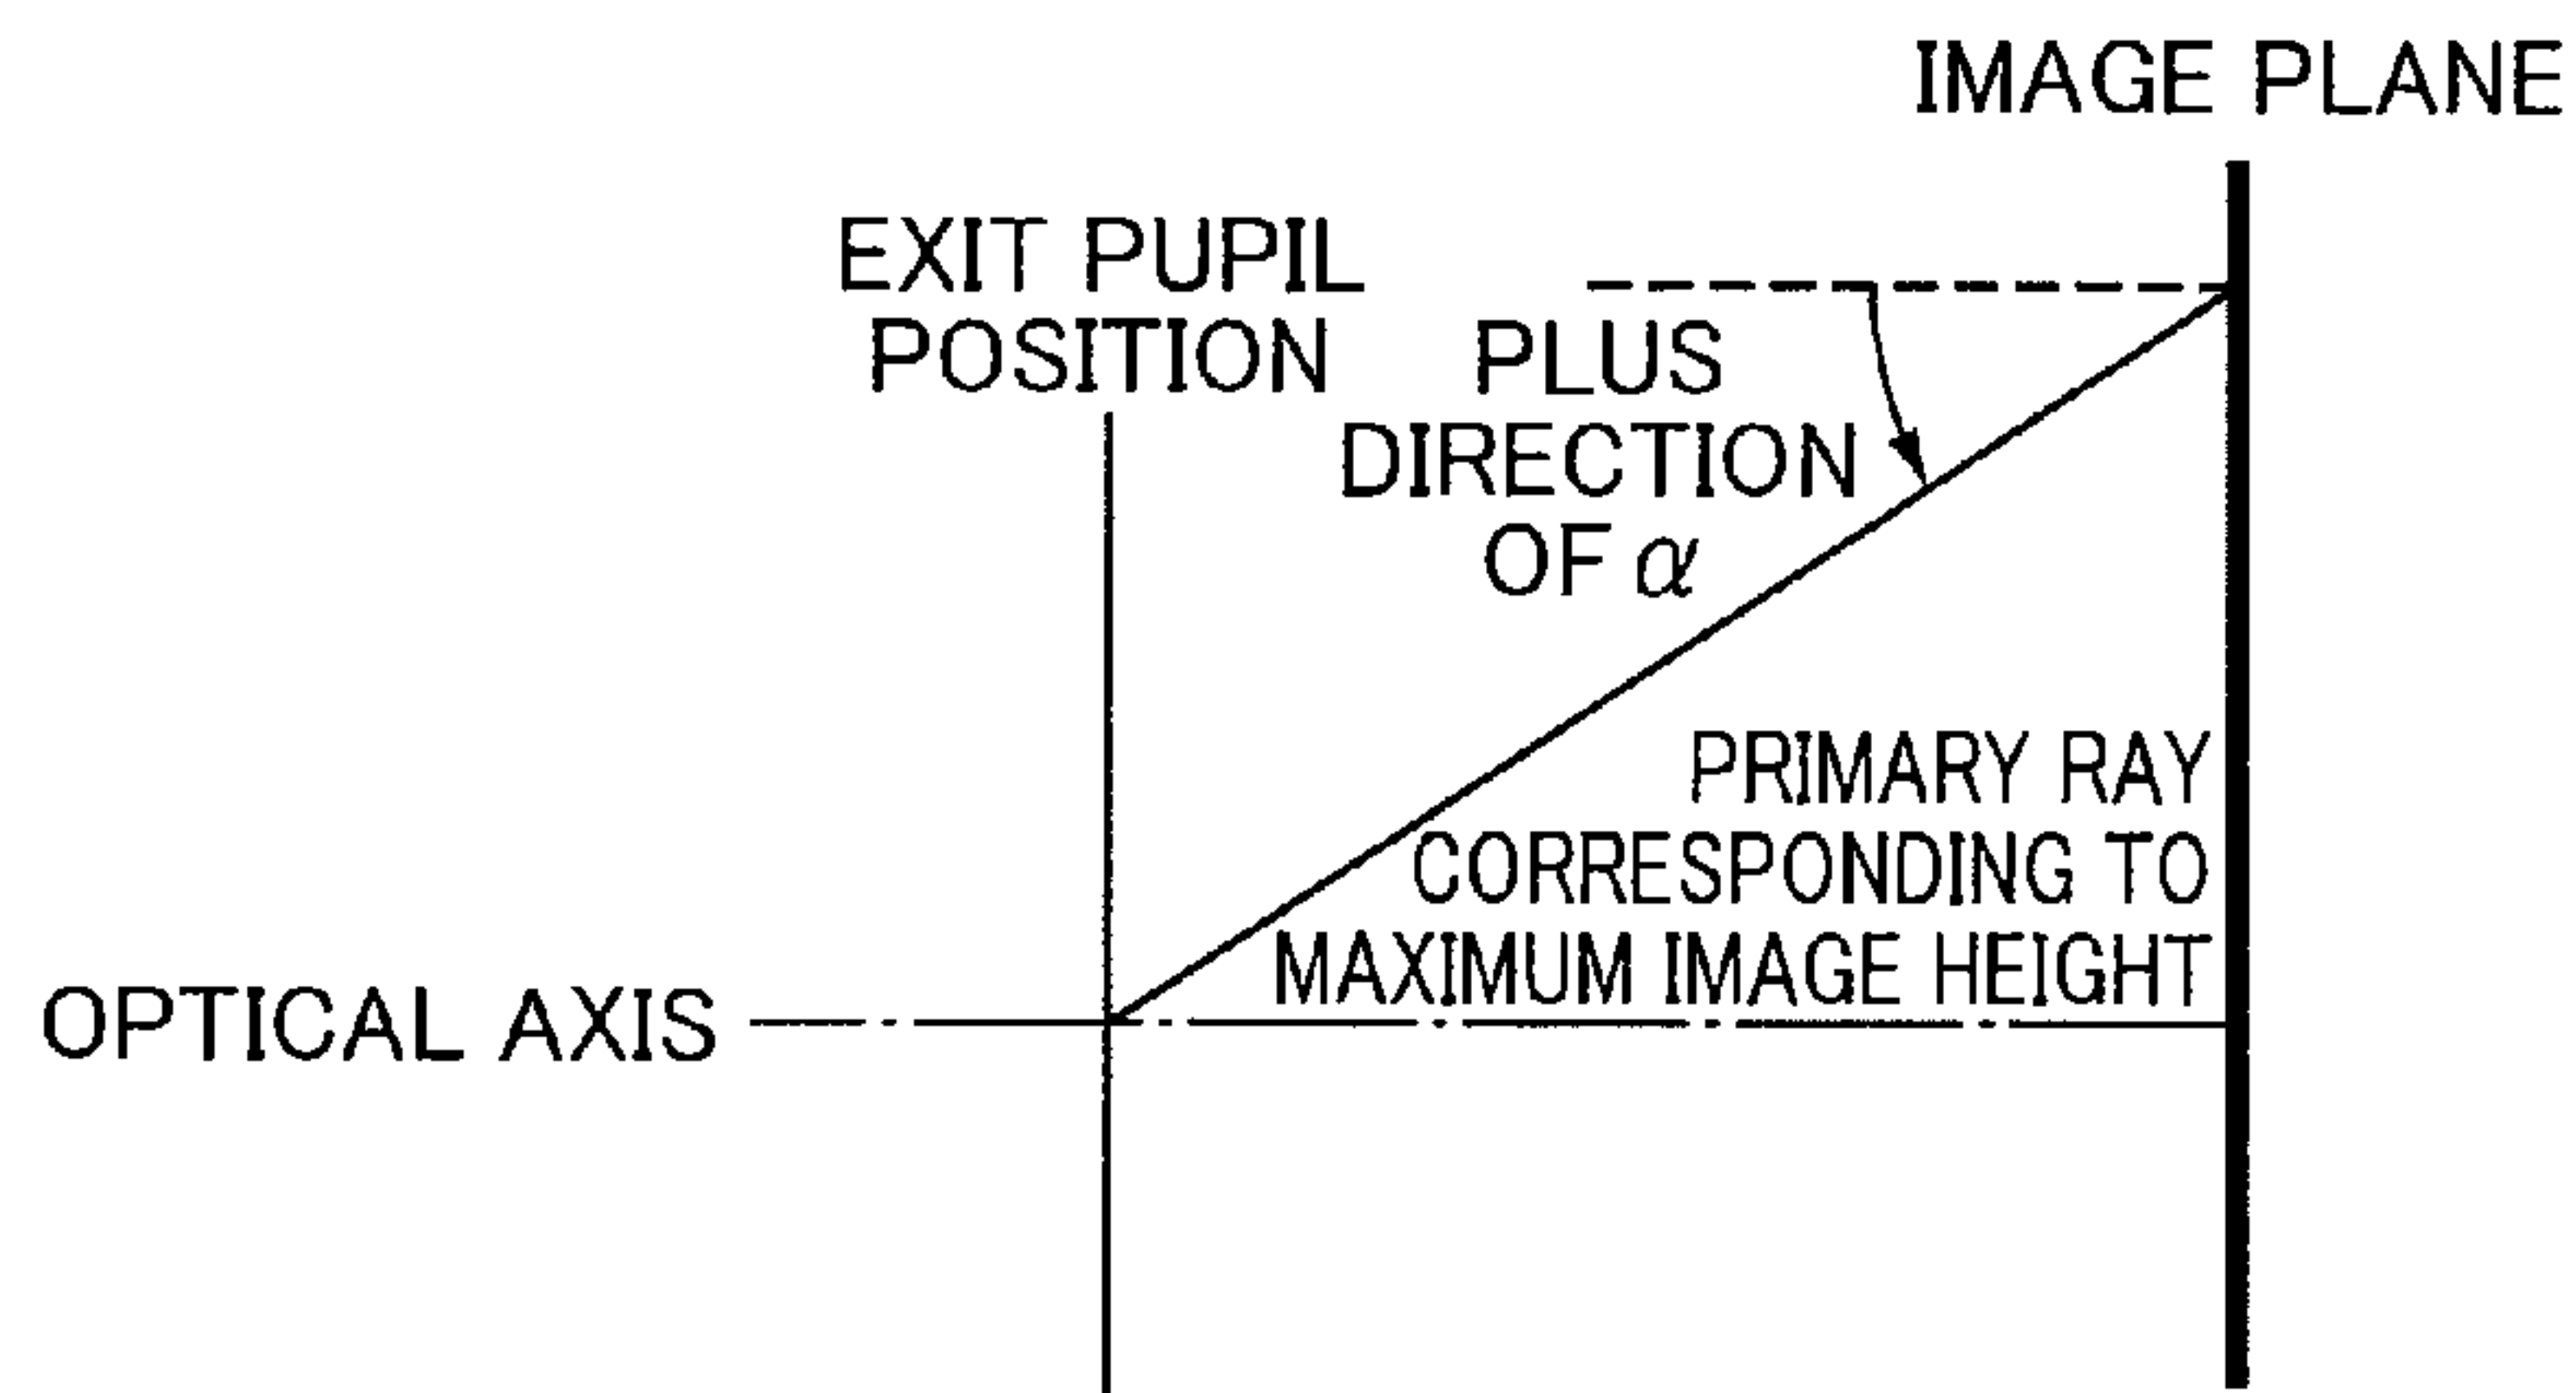 IMAGE PLANE
EXIT PUPIL
POSITION
PLUS
DIRECTION
OF α
PRIMARY RAY
CORRESPONDING TO
MAXIMUM IMAGE HEIGHT
OPTICAL AXIS